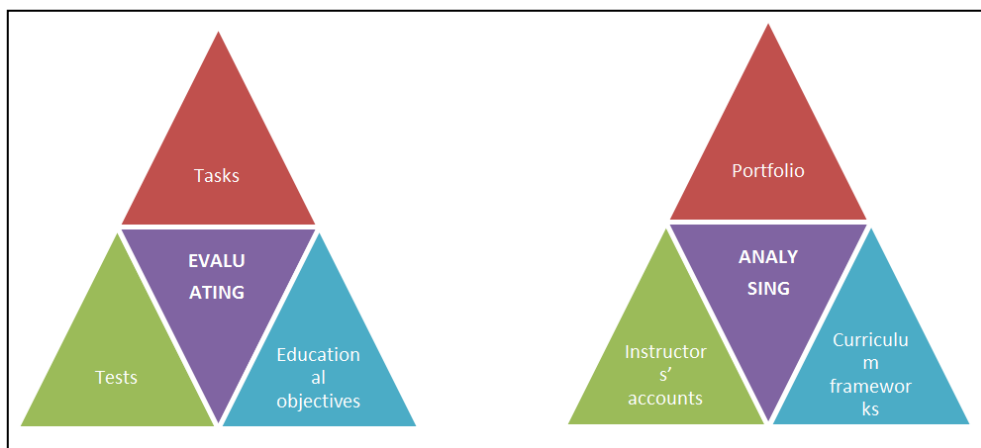 Tasks
EVALU
ATING
Tests
Education
al
objectives
Portfolio
ANALY
SING
Instructor
s’
accounts
Curriculu
m
framewor
ks